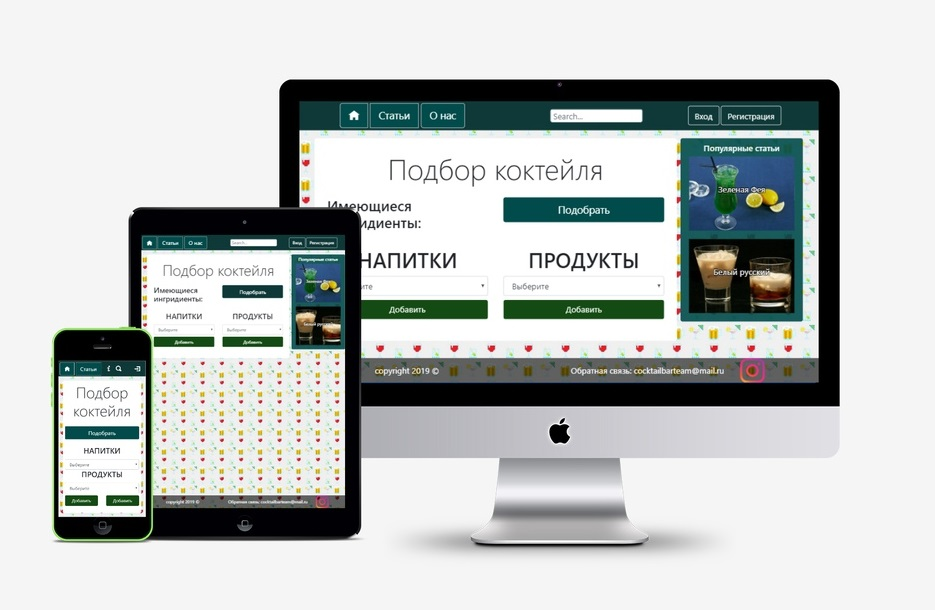 Статьи
О нас
Search...
Вход
Регистрация
Подбор коктейля
Имеющиеся
Подобрать
НАПИТКИ
ПРОДУКТЫ
Выберите
Добавить
Добавить
Популярные статьи
Зеленая Фея
Белый русский
copyright 2019 ©
Обратная связь: cocktailbarteam@mail.ru
Статьи
О нас
Search...
Вход
Регистрация
Подбор коктейля
Имеющиеся
ингридиенты:
Подобрать
НАПИТКИ
ПРОДУКТЫ
Выберите
Выберите
Добавить
Добавить
Популярные статьи
Зеленая
Белый русский
copyright 2019 ©
Обратная связь: cocktailbarteam@mail.ru
Статьи
Подбор
коктейля
Подобрать
НАПИТКИ
Выберите
ПРОДУКТЫ
Выберите
Добавить
Добавить